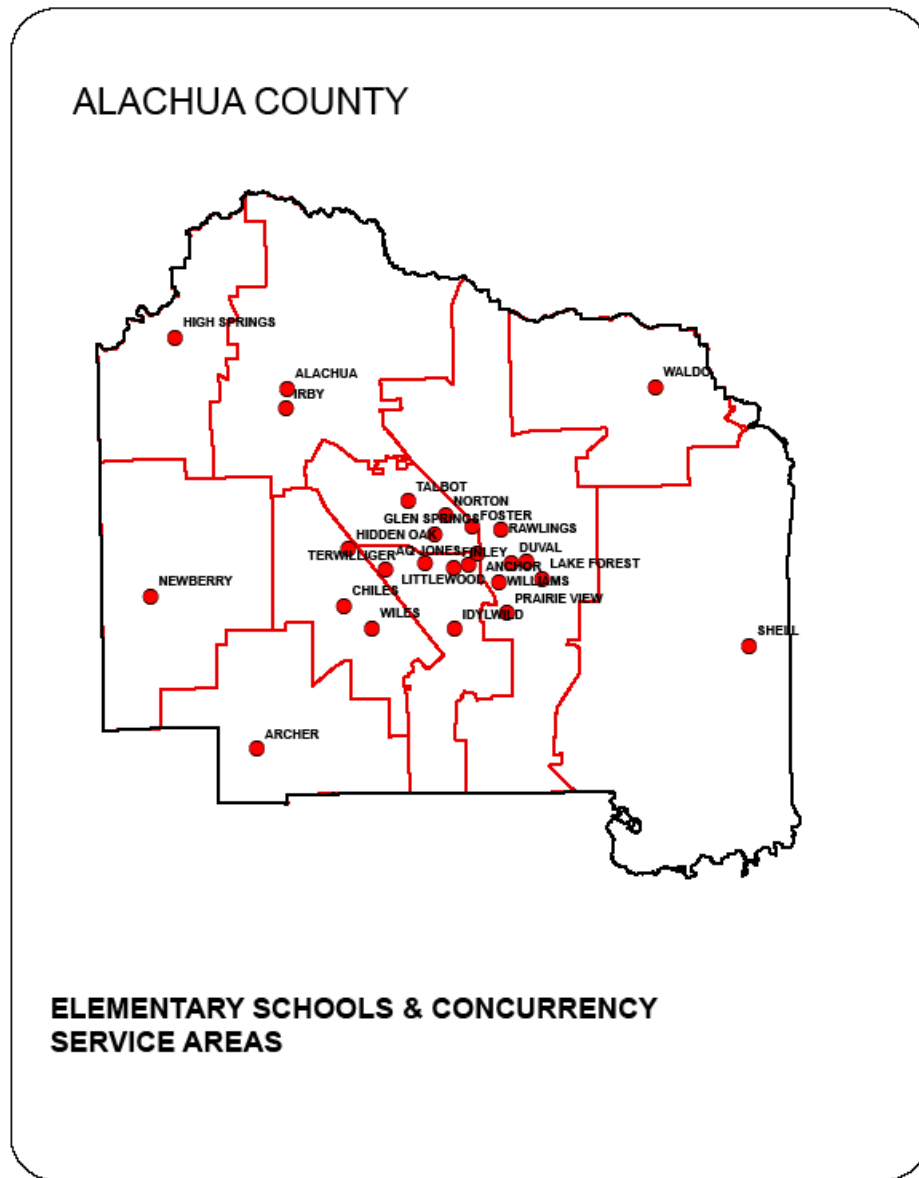 ALACHUA COUNTY
HIGH SPRINGS
WALDO
ALACHUA
IRBY
TALBOT
NORTON
GLEN SPRINGS
FOSTER
RAWLINGS
HIDDEN OAK
TERWILLIGER
AQ JONES
FINLEY
DUVAL
LAKE FOREST
ANCHOR
LITTLEWOOD
WILLIAMS
NEWBERRY
CHILES
PRAIRIE VIEW
WILES
IDYLWILD
SHELL
ARCHER
ELEMENTARY SCHOOLS & CONCURRENCY
SERVICE AREAS